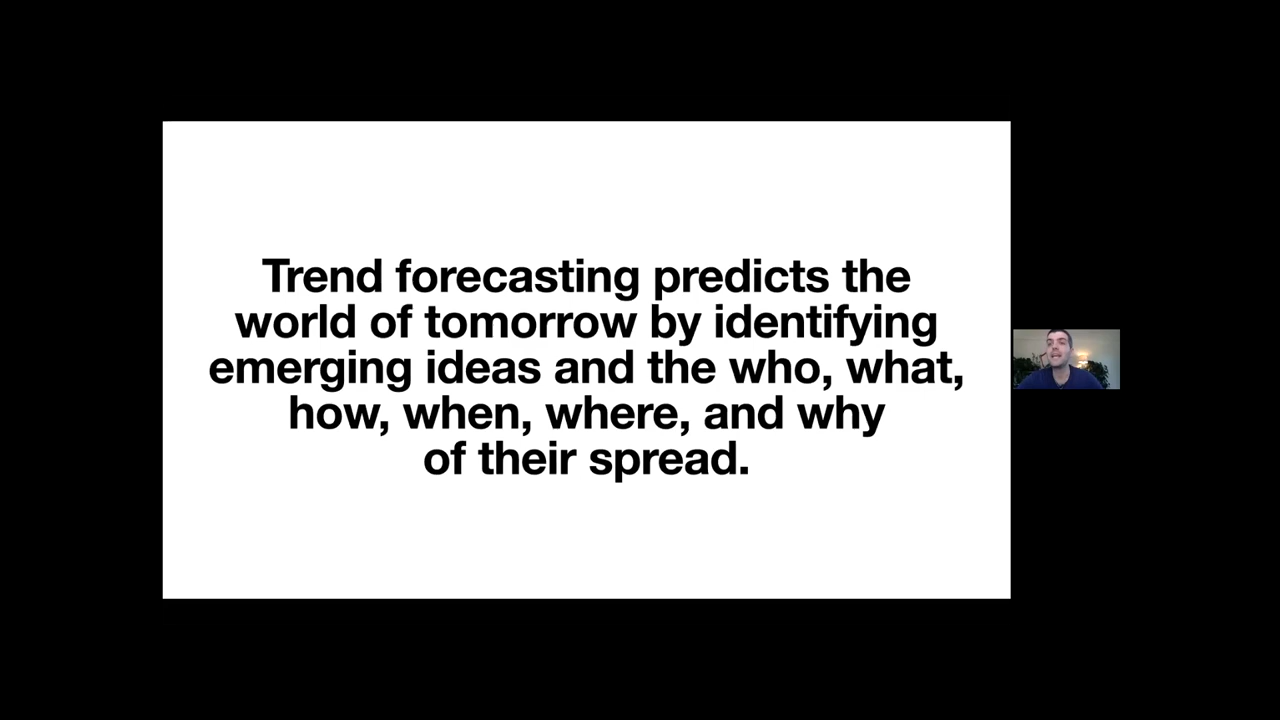 Trend forecasting predicts the
world of tomorrow by identifying
emerging ideas and the who, what,
how, when, where, and why
of their spread.